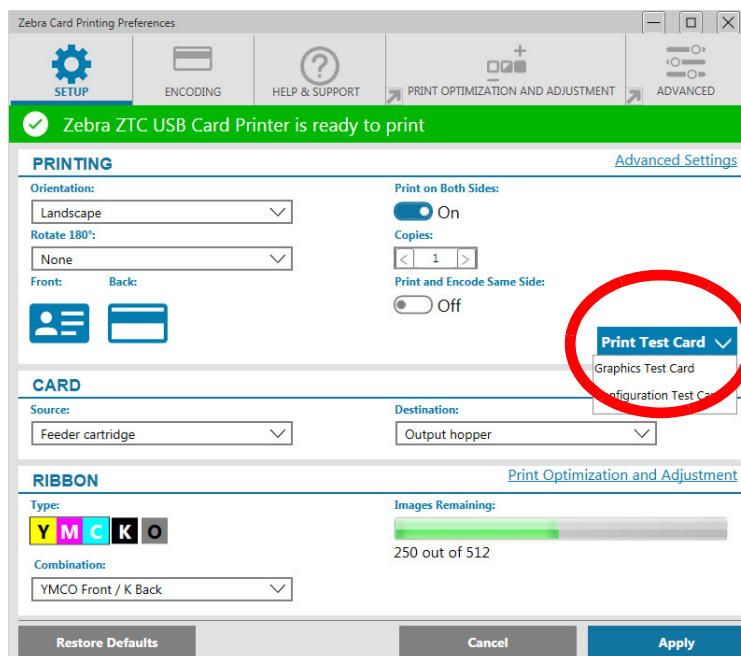 Zebra Card Printing Preferences
SETUP
ENCODING
HELP & SUPPORT
PRINT OPTIMIZATION AND ADJUSTMENT
ADVANCED
Zebra ZTC USB Card Printer is ready to print
PRINTING
Advanced Settings
Orientation:
Landscape
Rotate 180°:
None
Front: Back:
Print on Both Sides:
On
Copies:
1
Print and Encode Same Side:
Off
Print Test Card
Graphics Test Card
Configuration Test Card
CARD
Source:
Feeder cartridge
Destination:
Output hopper
RIBBON
Print Optimization and Adjustment
Type:
Y M C K O
Combination:
YMCO Front / K Back
Images Remaining:
250 out of 512
Restore Defaults
Cancel
Apply